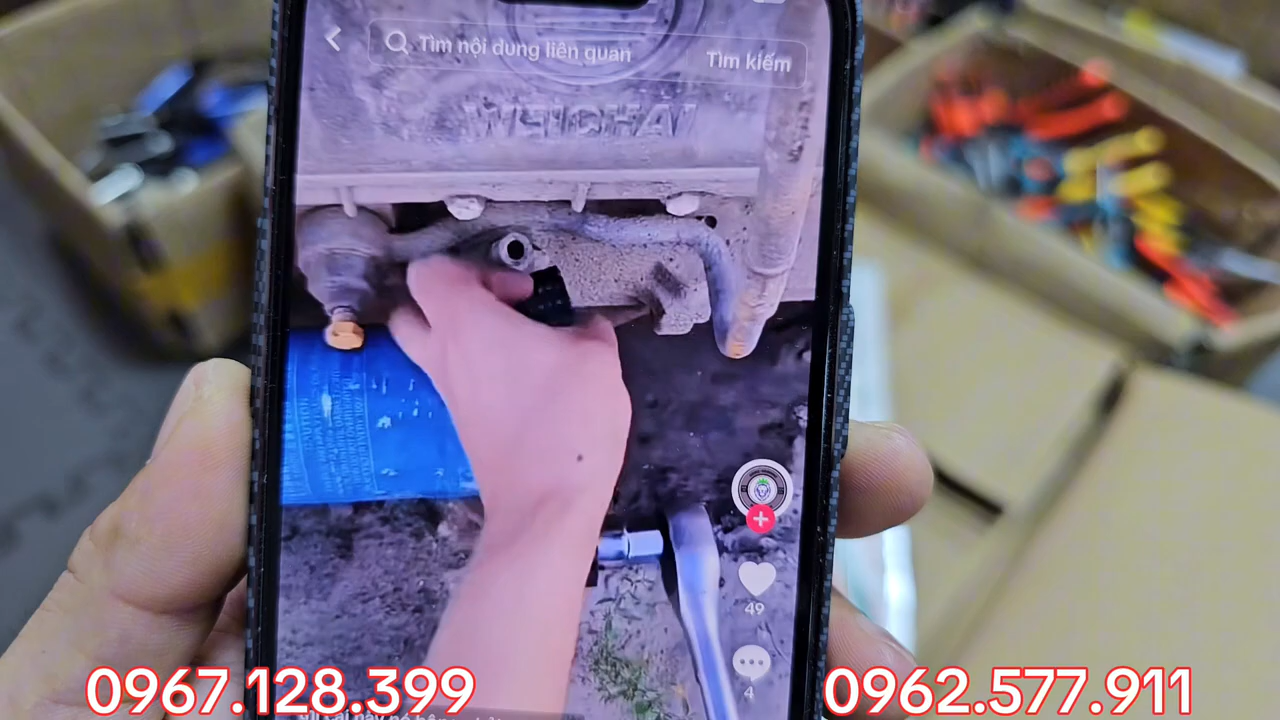 Tìm nội dung liên quan
Tìm kiếm
WEICHAI
49
4
0967.128.399
0962.577.911